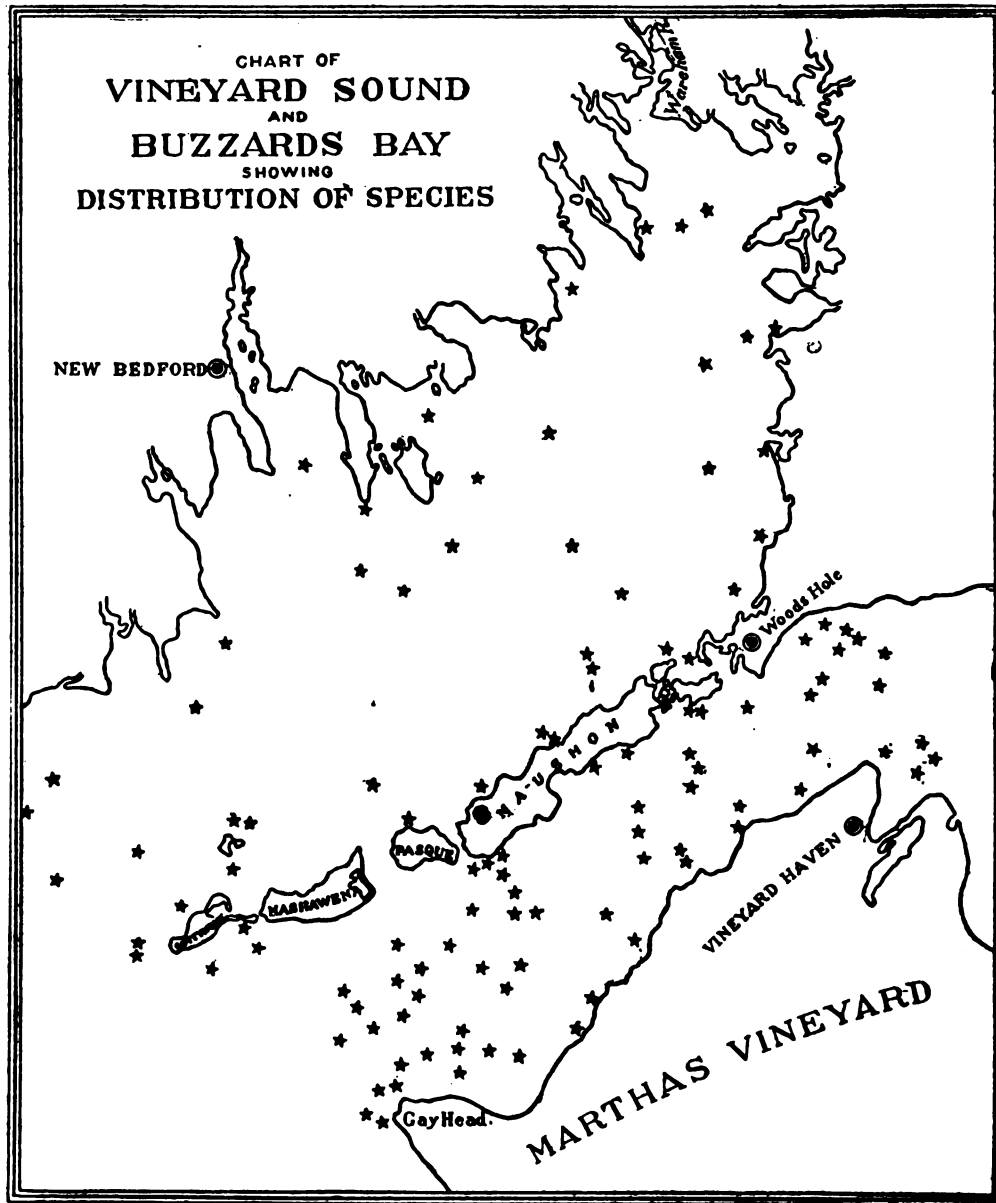 CHART OF
VINEYARD SOUND
AND
BUZZARDS BAY
SHOWING
DISTRIBUTION OF SPECIES
Wareham R.
NEW BEDFORD
Woods Hole
NAUSHON
PASQUE
NASHAWENA
VINEYARD HAVEN
MARTHAS VINEYARD
Gay Head.